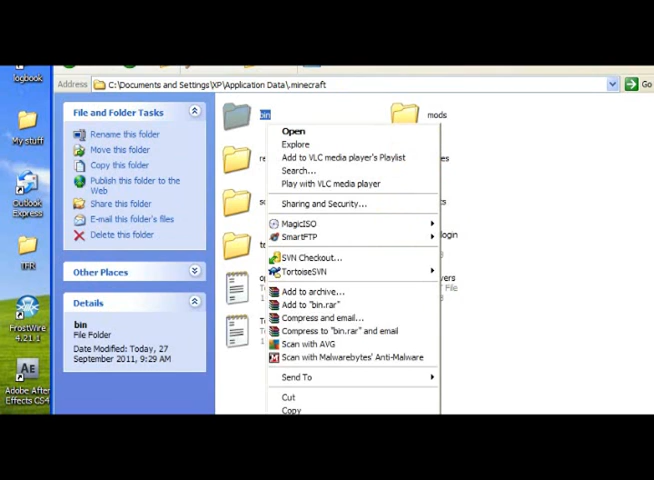 logbook
My stuff
Outlook
Express
TFR
FrostWire
4.21.1
AE
Adobe After
Effects CS4
Address
C:\Documents and Settings\XP\Application Data\.minecraft
Go
File and Folder Tasks
Rename this folder
Move this folder
Copy this folder
Publish this folder to the
Web
Share this folder
E-mail this folder's files
Delete this folder
Other Places
Details
bin
File Folder
Date Modified: Today, 27
September 2011, 9:29 AM
bin
mods
Open
Explore
Add to VLC media player's Playlist
Search...
Play with VLC media player
Sharing and Security...
MagicISO
SmartFTP
SVN Checkout...
TortoiseSVN
Add to archive...
Add to "bin.rar"
Compress and email...
Compress to "bin.rar" and email
Scan with AVG
Scan with Malwarebytes' Anti-Malware
Send To
Cut
Copy
login
vers
File